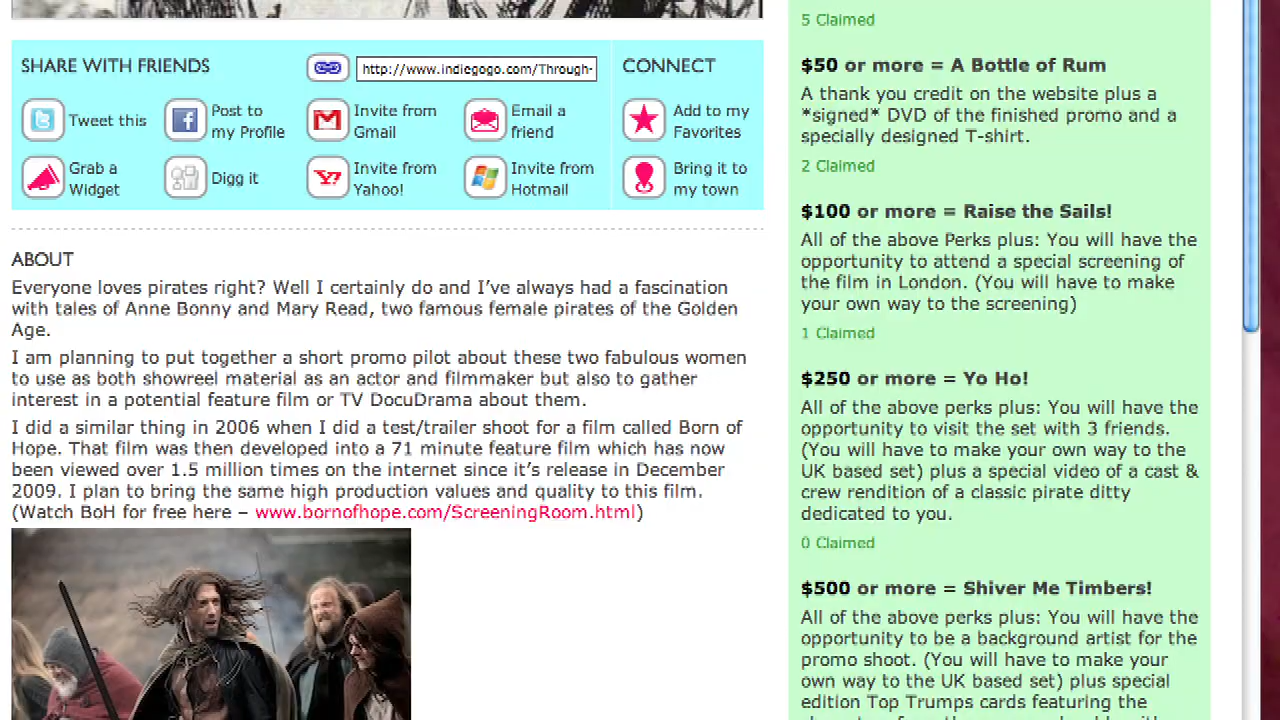 SHARE WITH FRIENDS
http://www.indiegogo.com/Through-
CONNECT
Tweet this
Post to
my Profile
Invite from
Gmail
Email a
friend
Add to my
Favorites
Grab a
Widget
Digg it
Invite from
Yahoo!
Invite from
Hotmail
Bring it to
my town
ABOUT
Everyone loves pirates right? Well I certainly do and I've always had a fascination
with tales of Anne Bonny and Mary Read, two famous female pirates of the Golden
Age.
I am planning to put together a short promo pilot about these two fabulous women
to use as both showreel material as an actor and filmmaker but also to gather
interest in a potential feature film or TV DocuDrama about them.
I did a similar thing in 2006 when I did a test/trailer shoot for a film called Born of
Hope. That film was then developed into a 71 minute feature film which has now
been viewed over 1.5 million times on the internet since it's release in December
2009. I plan to bring the same high production values and quality to this film.
(Watch BoH for free here – www.bornofhope.com/ScreeningRoom.html)
5 Claimed
$50 or more = A Bottle of Rum
A thank you credit on the website plus a
*signed* DVD of the finished promo and a
specially designed T-shirt.
2 Claimed
$100 or more = Raise the Sails!
All of the above Perks plus: You will have the
opportunity to attend a special screening of
the film in London. (You will have to make
your own way to the screening)
1 Claimed
$250 or more = Yo Ho!
All of the above perks plus: You will have the
opportunity to visit the set with 3 friends.
(You will have to make your own way to the
UK based set) plus a special video of a cast &
crew rendition of a classic pirate ditty
dedicated to you.
0 Claimed
$500 or more = Shiver Me Timbers!
All of the above perks plus: You will have the
opportunity to be a background artist for the
promo shoot. (You will have to make your
own way to the UK based set) plus special
edition Top Trumps cards featuring the